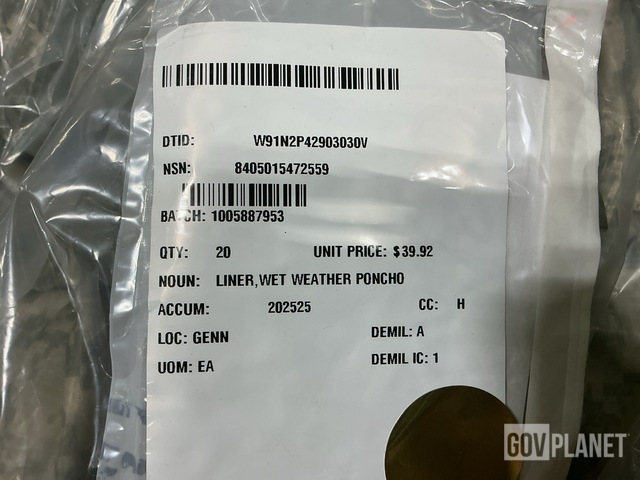 DTID: W91N2P42903030V
NSN: 8405015472559
BATCH: 1005887953
QTY: 20 UNIT PRICE: $39.92
NOUN: LINER,WET WEATHER PONCHO
ACCUM: 202525 CC: H
LOC: GENN DEMIL: A
UOM: EA DEMIL IC: 1
GOVPLANET